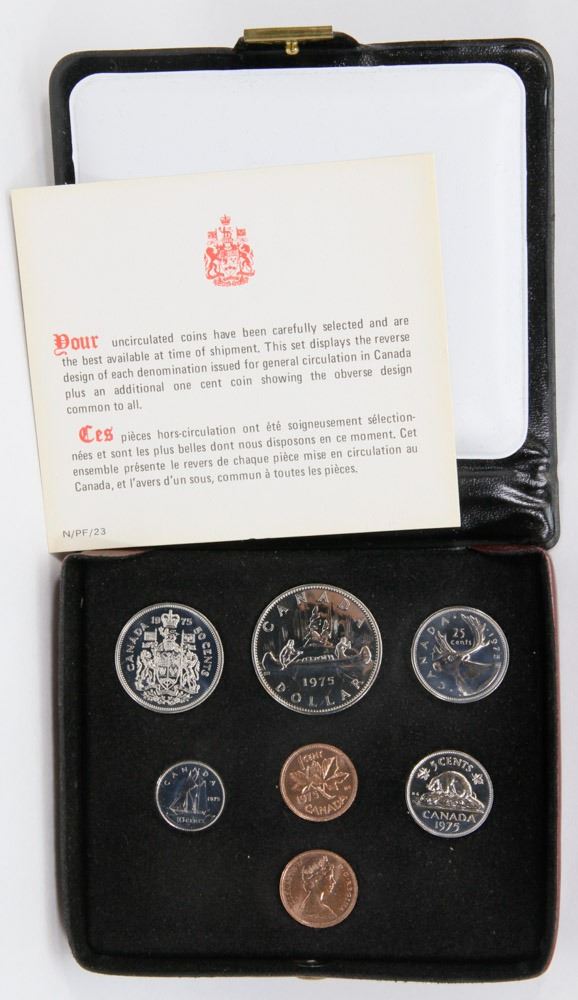 Your uncirculated coins have been carefully selected and are
the best available at time of shipment. This set displays the reverse
design of each denomination issued for general circulation in Canada
plus an additional one cent coin showing the obverse design
common to all.
Ces pièces hors-circulation ont été soigneusement sélection-
nées et sont les plus belles dont nous disposons en ce moment. Cet
ensemble présente le revers de chaque pièce mise en circulation au
Canada, et l'avers d'un sous, commun à toutes les pièces.
N/PF/23
1975
CANADA 50 CENTS
CANADA
1975
DOLLAR
CANADA
25
cents
1975
CANADA
1975
10 CENTS
1 CENT
1975
CANADA
5 CENTS
CANADA
1975